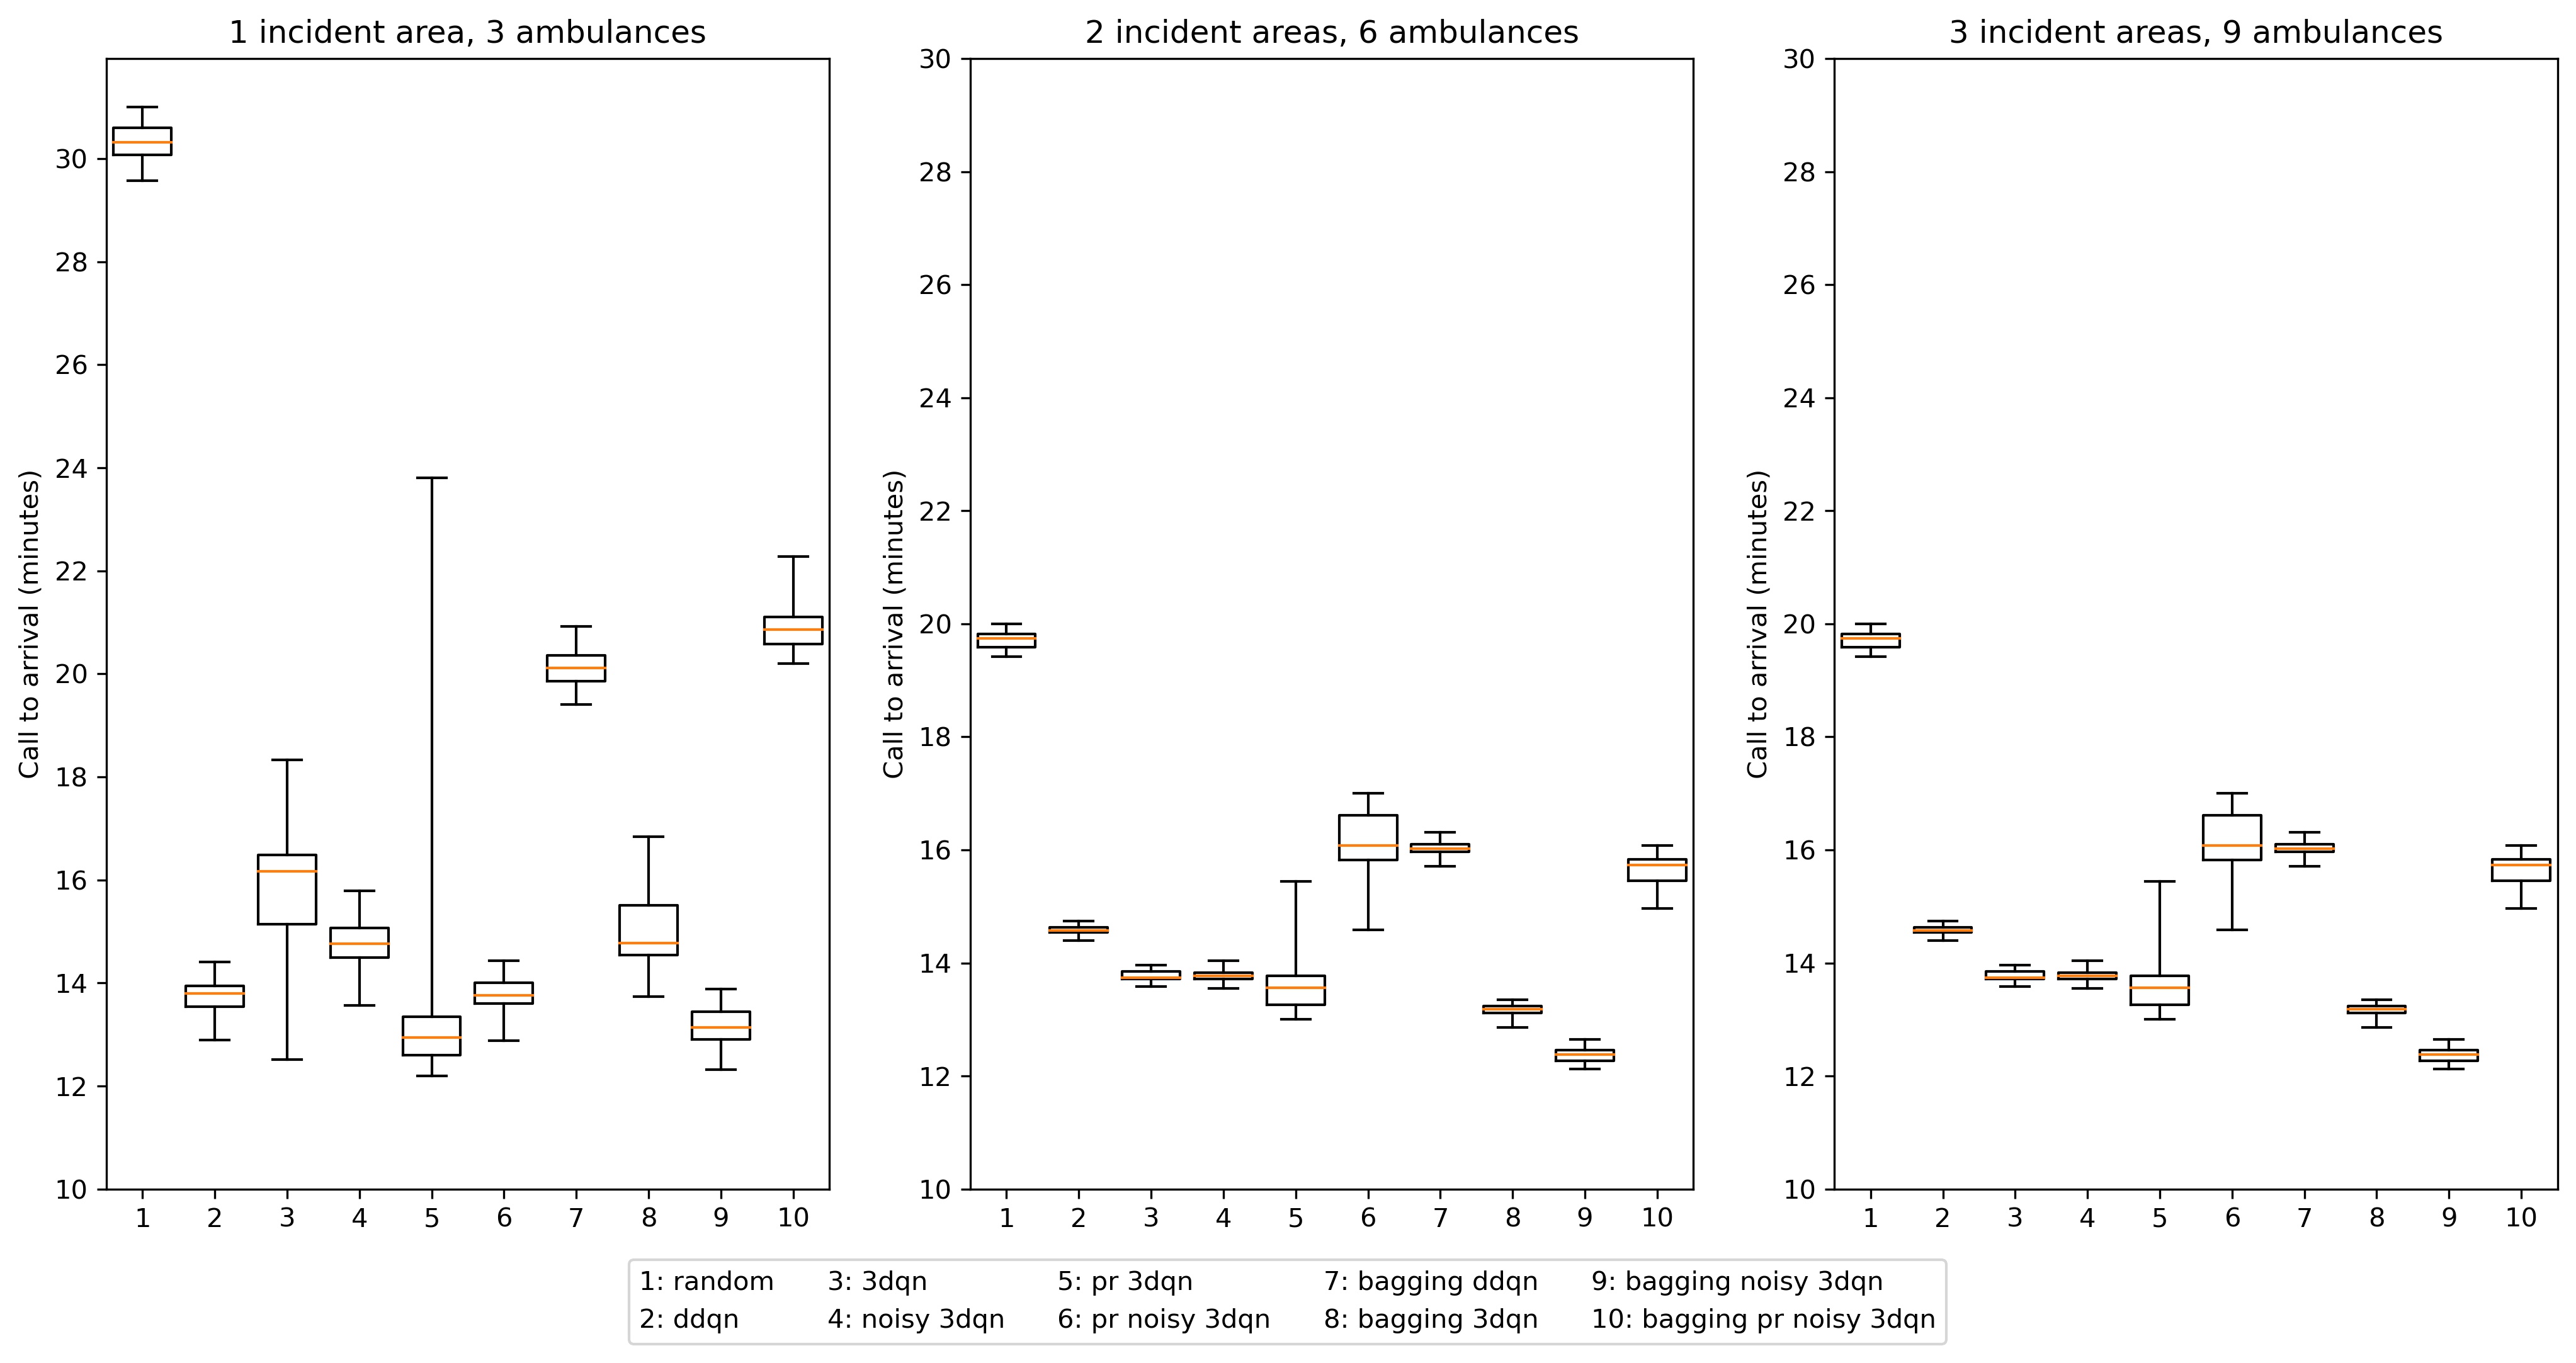 1 incident area, 3 ambulances
Call to arrival (minutes)
30
28
26
24
22
20
18
16
14
12
10
1 2 3 4 5 6 7 8 9 10
2 incident areas, 6 ambulances
Call to arrival (minutes)
30
28
26
24
22
20
18
16
14
12
10
1 2 3 4 5 6 7 8 9 10
3 incident areas, 9 ambulances
Call to arrival (minutes)
30
28
26
24
22
20
18
16
14
12
10
1 2 3 4 5 6 7 8 9 10
1: random
2: ddqn
3: 3dqn
4: noisy 3dqn
5: pr 3dqn
6: pr noisy 3dqn
7: bagging ddqn
8: bagging 3dqn
9: bagging noisy 3dqn
10: bagging pr noisy 3dqn